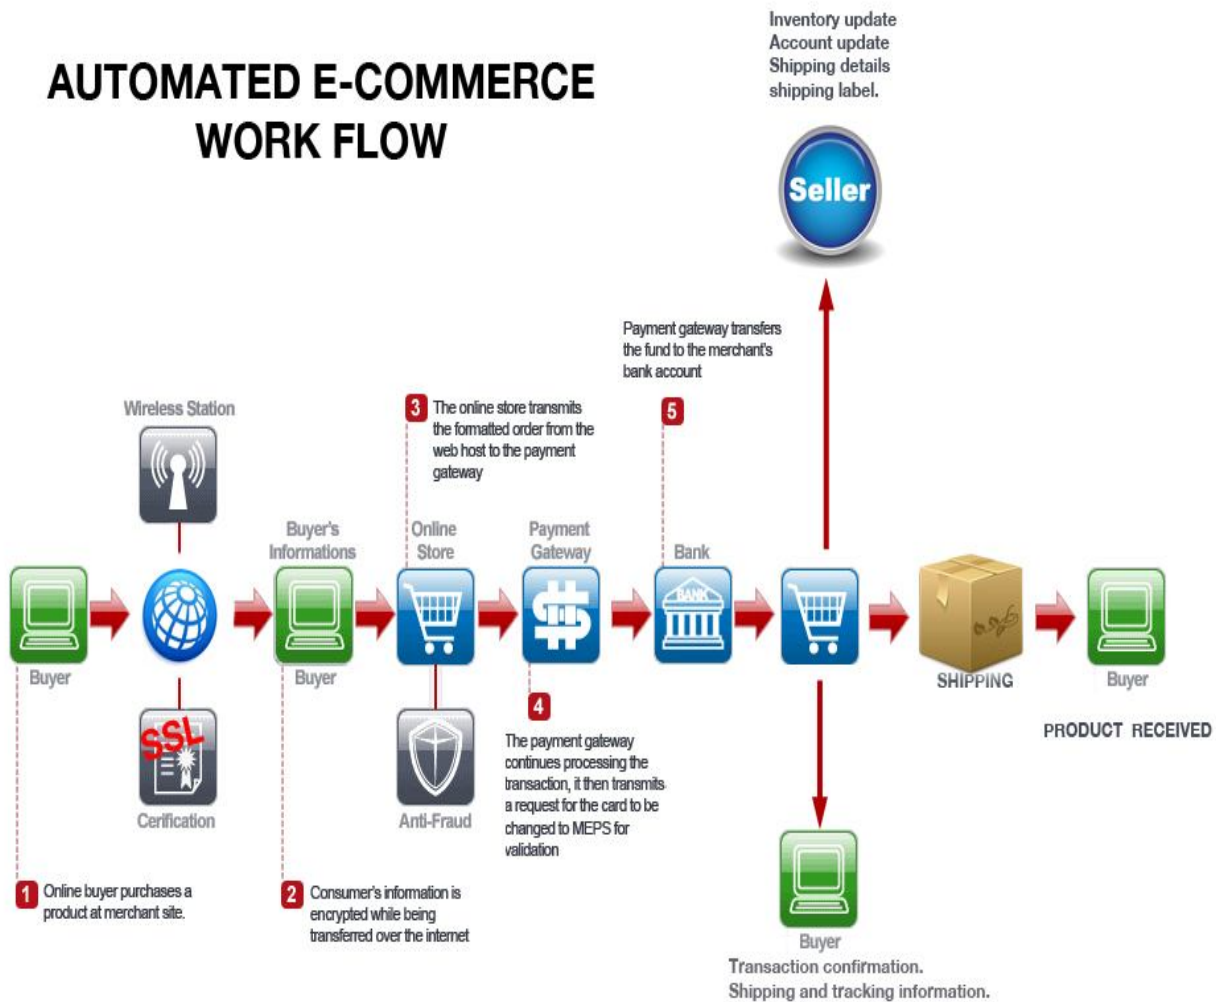 AUTOMATED E-COMMERCE
WORK FLOW
Inventory update
Account update
Shipping details
shipping label.
Seller
Payment gateway transfers
the fund to the merchant's
bank account
5
3
The online store transmits
the formatted order from the
web host to the payment
gateway
Wireless Station
Buyer's
Informations
Online
Store
Payment
Gateway
Bank
BANK
Buyer
Buyer
SHIPPING
Buyer
PRODUCT RECEIVED
SSL
Cerification
Anti-Fraud
4
The payment gateway
continues processing the
transaction, it then transmits
a request for the card to be
changed to MEPS for
validation
1
Online buyer purchases a
product at merchant site.
2
Consumer's information is
encrypted while being
transferred over the internet
Buyer
Transaction confirmation.
Shipping and tracking information.